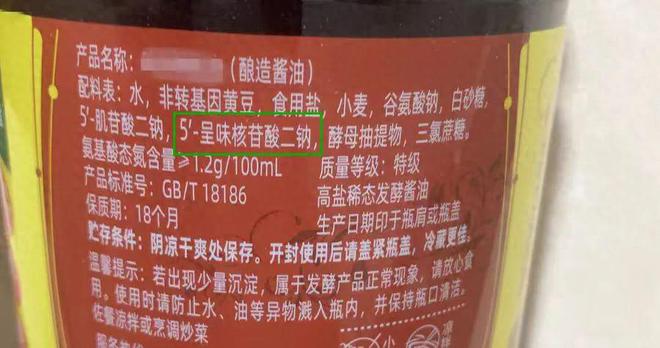 产品名称：（酿造酱油）
配料表：水，非转基因黄豆，食用盐，小麦，谷氨酸钠，白砂糖，
5′-肌苷酸二钠，5′-呈味核苷酸二钠，酵母抽提物，三氯蔗糖。
氨基酸态氮含量≥1.2g/100mL 质量等级：特级
产品标准号：GB/T 18186 高盐稀态发酵酱油
保质期：18个月 生产日期印于瓶肩或瓶盖
贮存条件：阴凉干爽处保存。开封使用后请盖紧瓶盖，冷藏更佳。
温馨提示：若出现少量沉淀，属于发酵产品正常现象，请放心食
用。使用时请防止水、油等异物溅入瓶内，并保持瓶口清洁。
佐餐凉拌或烹调炒菜
服务热线